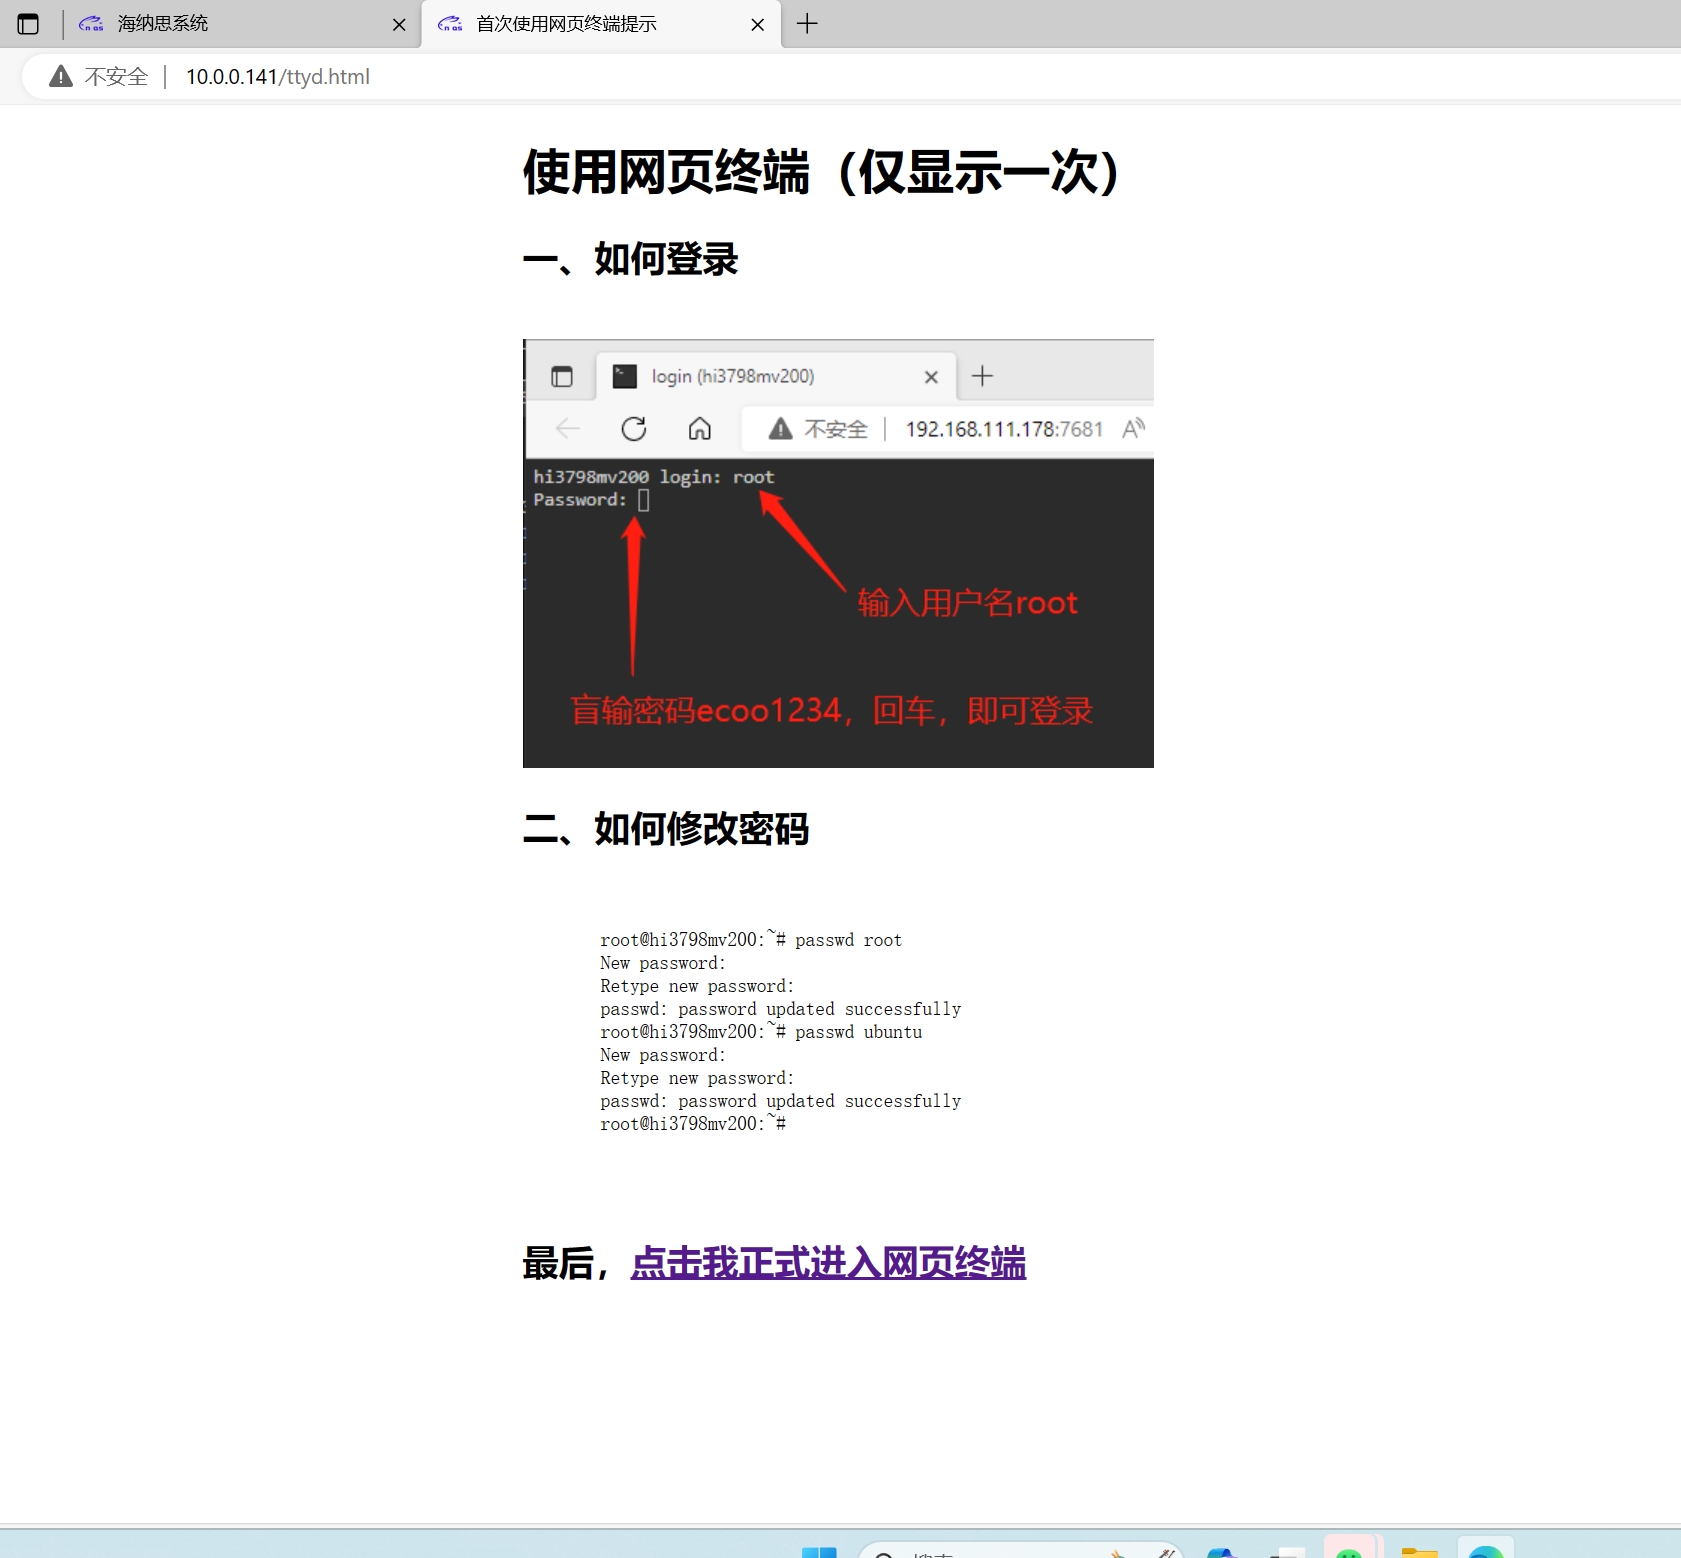 海纳思系统
首次使用网页终端提示
不安全 10.0.0.141/ttyd.html
使用网页终端（仅显示一次）
一、如何登录
login (hi3798mv200)
不安全 192.168.111.178:7681
hi3798mv200 login: root
Password:
输入用户名root
盲输密码ecoo1234，回车，即可登录
二、如何修改密码
root@hi3798mv200:~# passwd root
New password:
Retype new password:
passwd: password updated successfully
root@hi3798mv200:~# passwd ubuntu
New password:
Retype new password:
passwd: password updated successfully
root@hi3798mv200:~#
最后，点击我正式进入网页终端